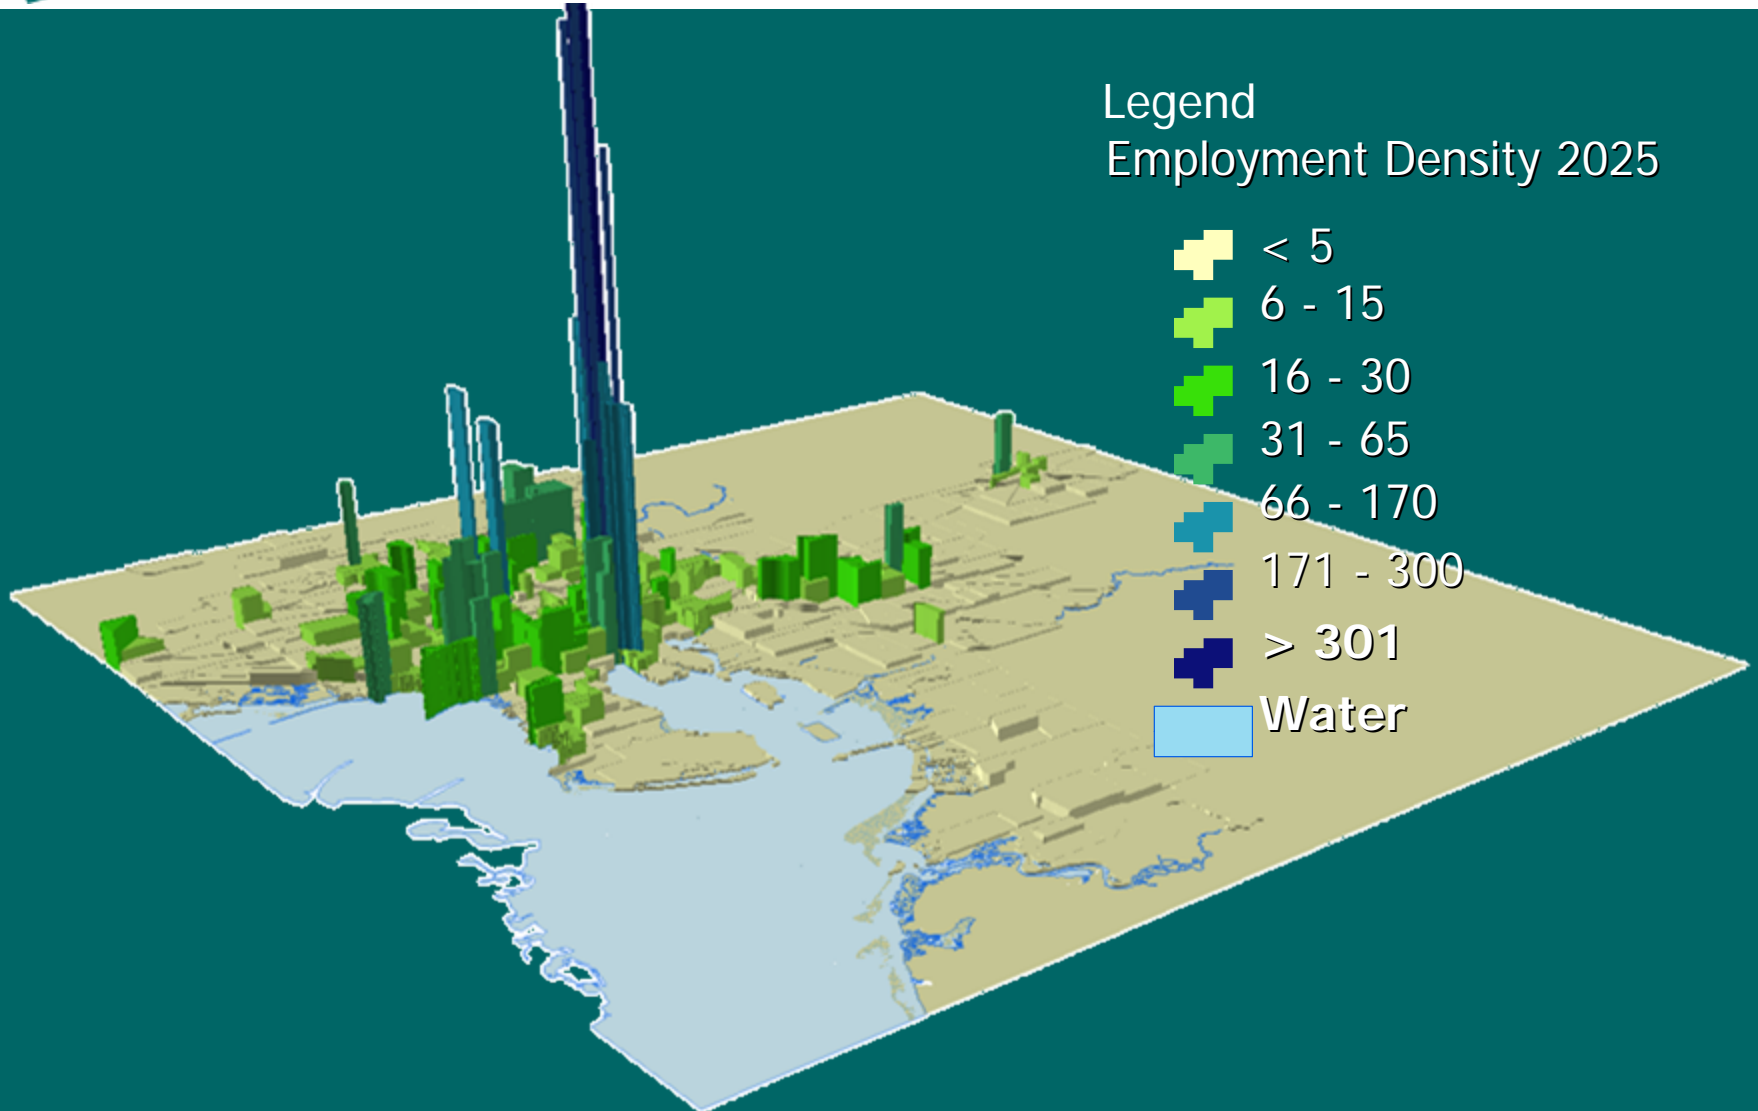 Legend
Employment Density 2025
< 5
6 - 15
16 - 30
31 - 65
66 - 170
171 - 300
> 301
Water